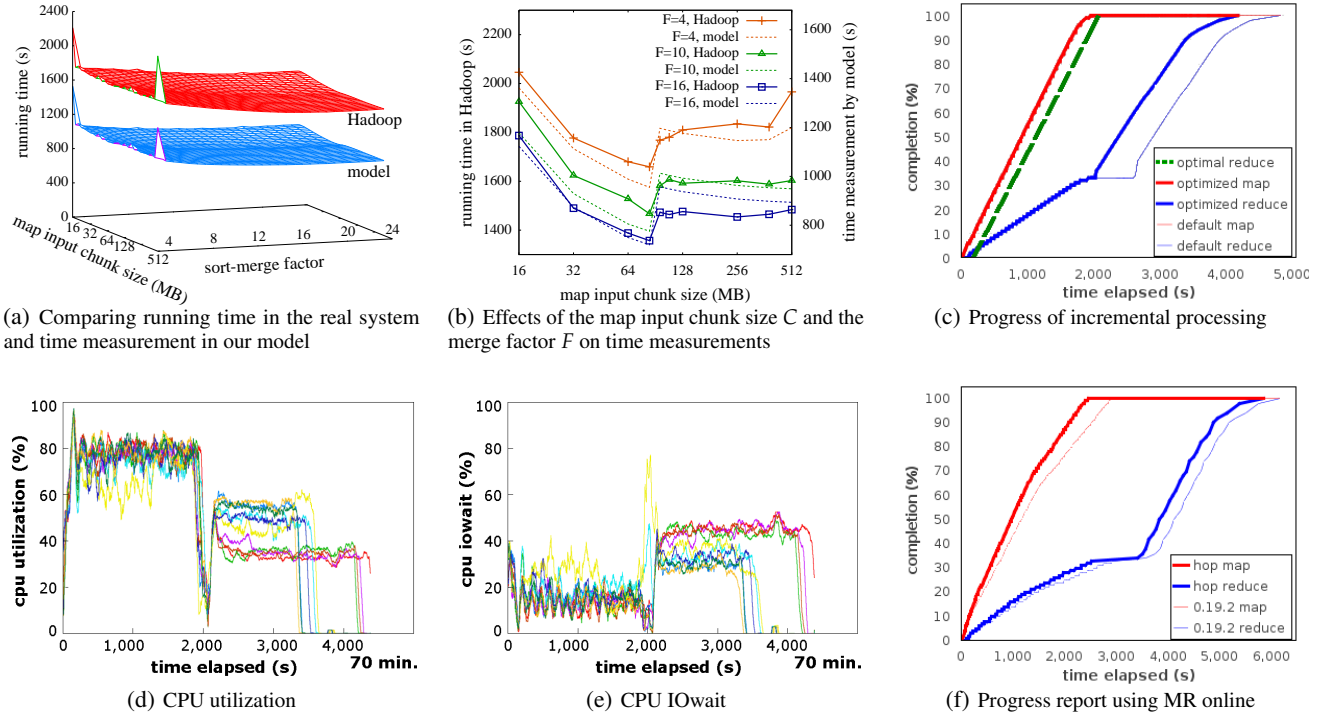 2400
2000
1600
1200
800
400
0
running time (s)
Hadoop
model
16
32
64
128
512
map input chunk size (MB)
4
8
12
16
20
24
sort-merge factor
(a) Comparing running time in the real system
and time measurement in our model
2200
2000
1800
1600
1400
running time in Hadoop (s)
F=4, Hadoop
F=4, model
F=10, Hadoop
F=10, model
F=16, Hadoop
F=16, model
1600
1400
1200
1000
800
time measurement by model (s)
16 32 64 128 256 512
map input chunk size (MB)
(b) Effects of the map input chunk size C and the
merge factor F on time measurements
100
90
80
70
60
50
40
30
20
10
0
completion (%)
optimal reduce
optimized map
optimized reduce
default map
default reduce
0 1,000 2,000 3,000 4,000 5,000
time elapsed (s)
(c) Progress of incremental processing
100
80
60
40
20
0
cpu utilization (%)
0 1,000 2,000 3,000 4,000
time elapsed (s) 70 min.
(d) CPU utilization
100
80
60
40
20
0
cpu iowait (%)
0 1,000 2,000 3,000 4,000
time elapsed (s) 70 min.
(e) CPU IOwait
100
90
80
70
60
50
40
30
20
10
0
completion (%)
hop map
hop reduce
0.19.2 map
0.19.2 reduce
0 1,000 2,000 3,000 4,000 5,000 6,000
time elapsed (s)
(f) Progress report using MR online